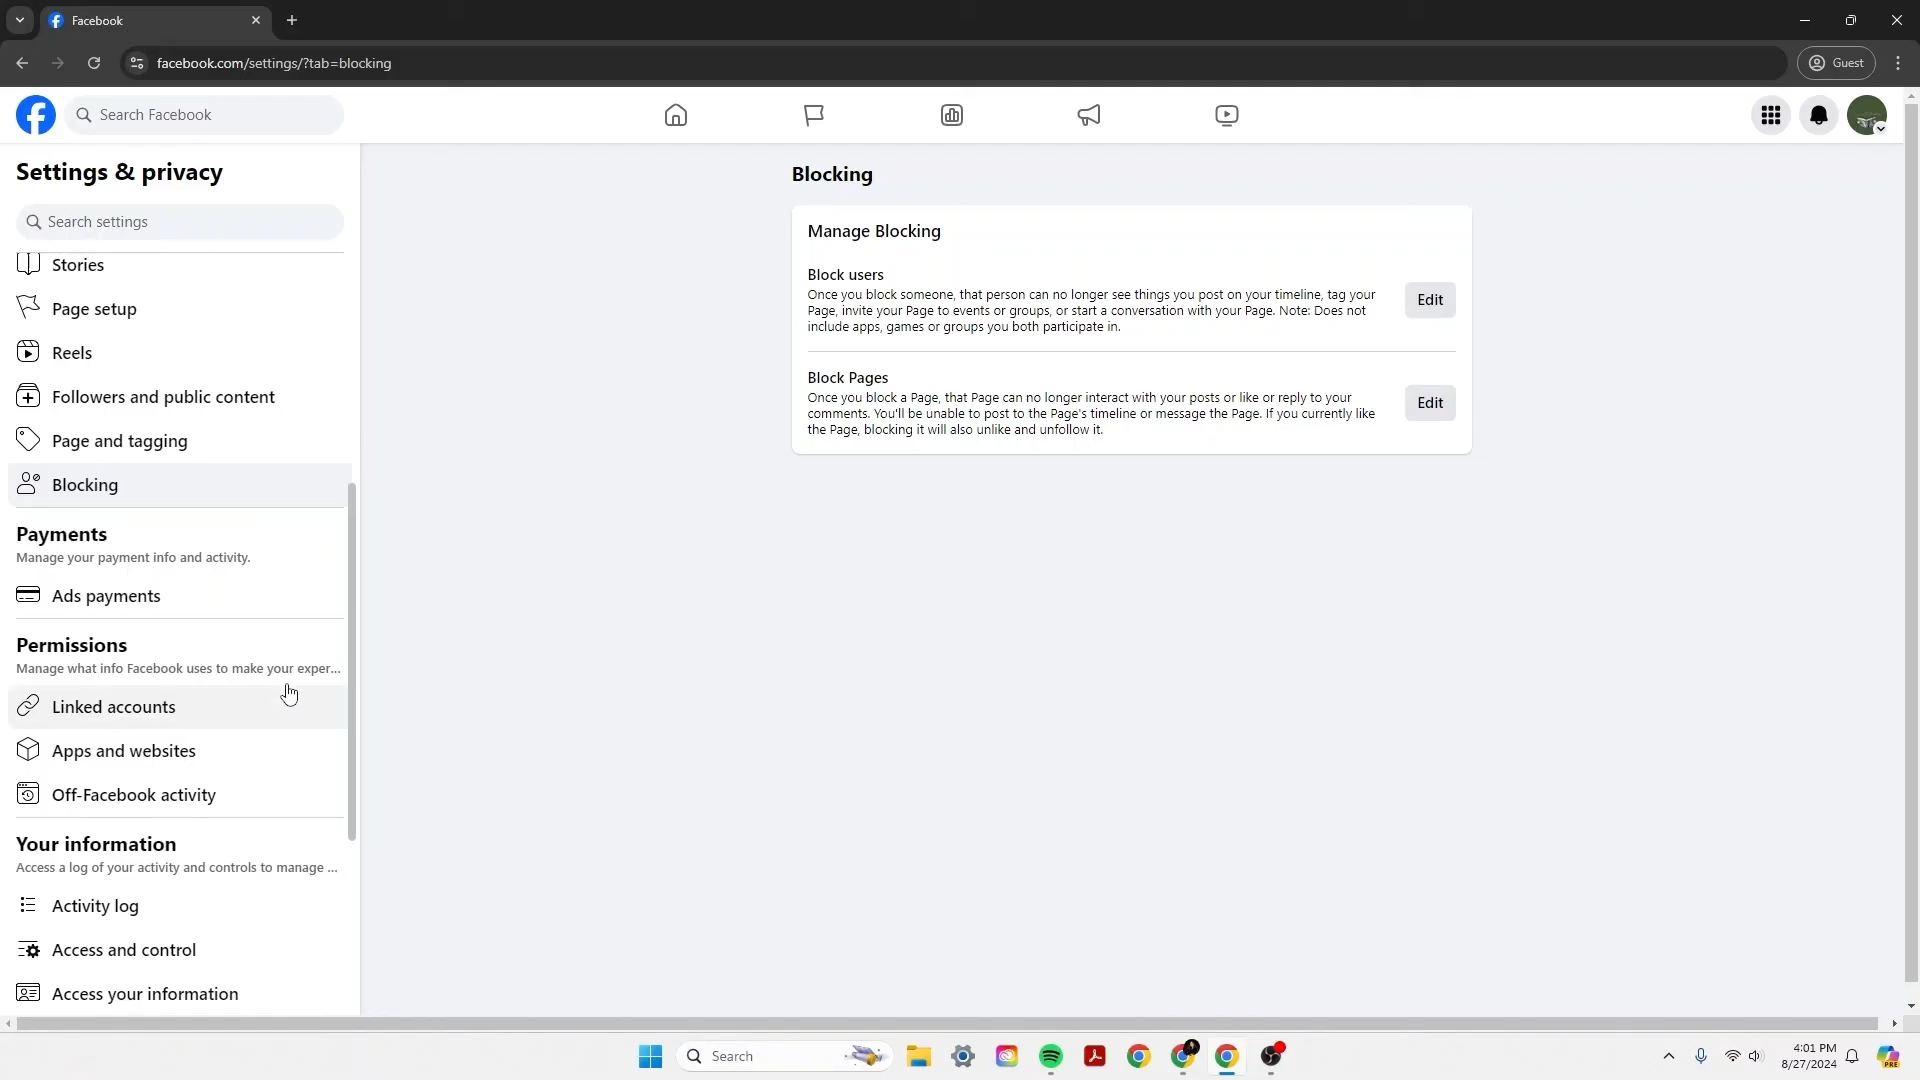 Facebook
facebook.com/settings/?tab=blocking
Guest
Search Facebook
Settings & privacy
Search settings
Stories
Page setup
Reels
Followers and public content
Page and tagging
Blocking
Payments
Manage your payment info and activity.
Ads payments
Permissions
Manage what info Facebook uses to make your exper...
Linked accounts
Apps and websites
Off-Facebook activity
Your information
Access a log of your activity and controls to manage ...
Activity log
Access and control
Access your information
Blocking
Manage Blocking
Block users
Once you block someone, that person can no longer see things you post on your timeline, tag your
Page, invite your Page to events or groups, or start a conversation with your Page. Note: Does not
include apps, games or groups you both participate in.
Edit
Block Pages
Once you block a Page, that Page can no longer interact with your posts or like or reply to your
comments. You'll be unable to post to the Page's timeline or message the Page. If you currently like
the Page, blocking it will also unlike and unfollow it.
Edit
Search
4:01 PM
8/27/2024
PRE